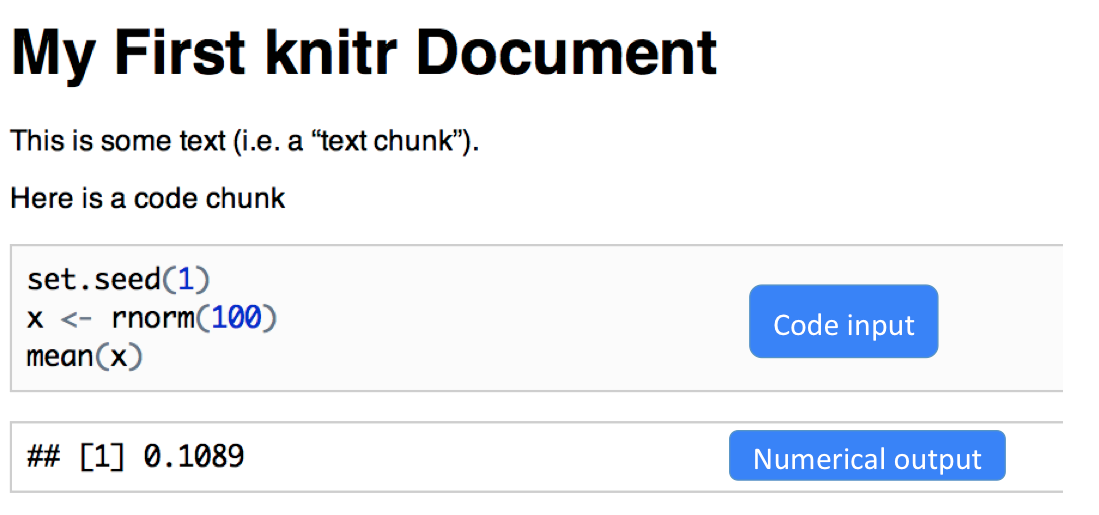 My First knitr Document
This is some text (i.e. a “text chunk”).
Here is a code chunk
set.seed(1)
x <- rnorm(100)
mean(x)
Code input
## [1] 0.1089
Numerical output